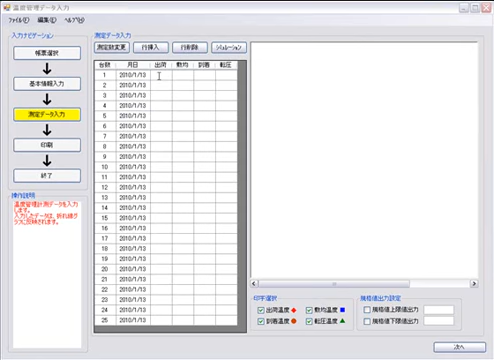 温度管理データ入力
ファイル(F) 編集(E) ヘルプ(H)
入力ナビゲーション
帳票選択
基本情報入力
測定データ入力
印刷
終了
操作説明
温度管理計測データを入力
します。
入力したデータは、折れ線グ
ラフに反映されます。
測定データ入力
測定数変更 行挿入 行削除 シミュレーション
台数 月日 出荷 敷均 到着 転圧
1 2010/1/13
2 2010/1/13
3 2010/1/13
4 2010/1/13
5 2010/1/13
6 2010/1/13
7 2010/1/13
8 2010/1/13
9 2010/1/13
10 2010/1/13
11 2010/1/13
12 2010/1/13
13 2010/1/13
14 2010/1/13
15 2010/1/13
16 2010/1/13
17 2010/1/13
18 2010/1/13
19 2010/1/13
20 2010/1/13
21 2010/1/13
22 2010/1/13
23 2010/1/13
24 2010/1/13
25 2010/1/13
印字選択
出荷温度 敷均温度
到着温度 転圧温度
規格値出力設定
規格値上限値出力
規格値下限値出力
次へ